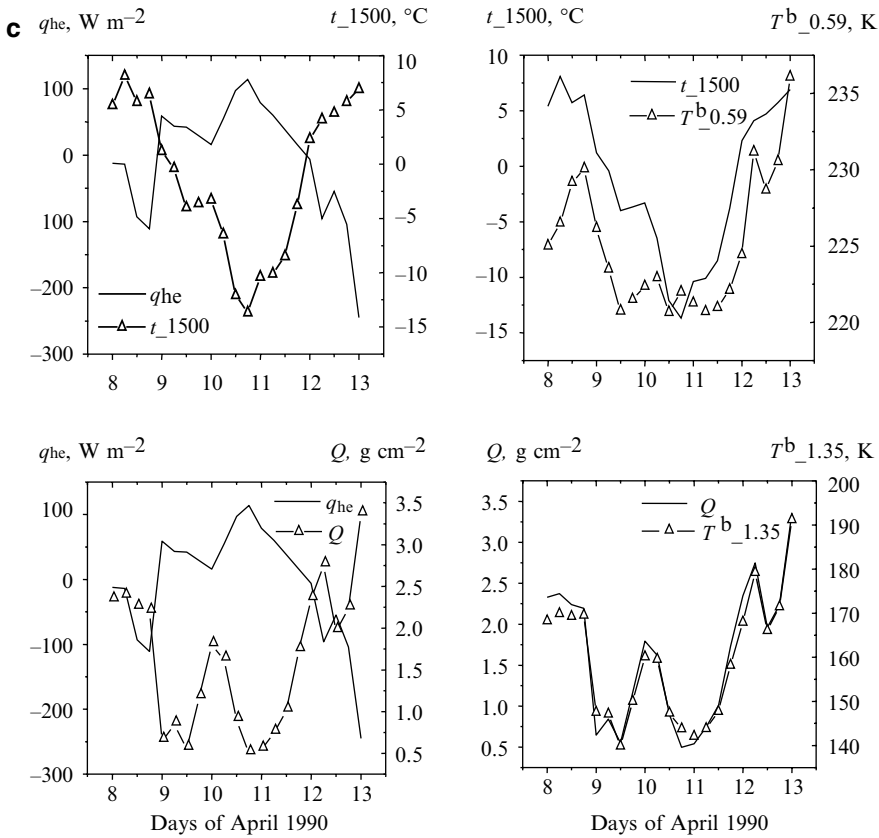 c
qhe, W m–2
t_1500, °C
100
0
100
–200
–300
10
5
0
–5
–10
–15
qhe
t_1500
8 9 10 11 12 13
t_1500, °C
Tb_0.59, K
10
5
0
–5
–10
–15
235
230
225
220
t_1500
Tb_0.59
8 9 10 11 12 13
qhe, W m–2
Q, g cm–2
100
0
–100
–200
–300
3.5
3.0
2.5
2.0
1.5
1.0
0.5
qhe
Q
8 9 10 11 12 13
Days of April 1990
Q, g cm–2
Tb_1.35, K
3.5
3.0
2.5
2.0
1.5
1.0
0.5
200
190
180
170
160
150
140
Q
Tb_1.35
8 9 10 11 12 13
Days of April 1990